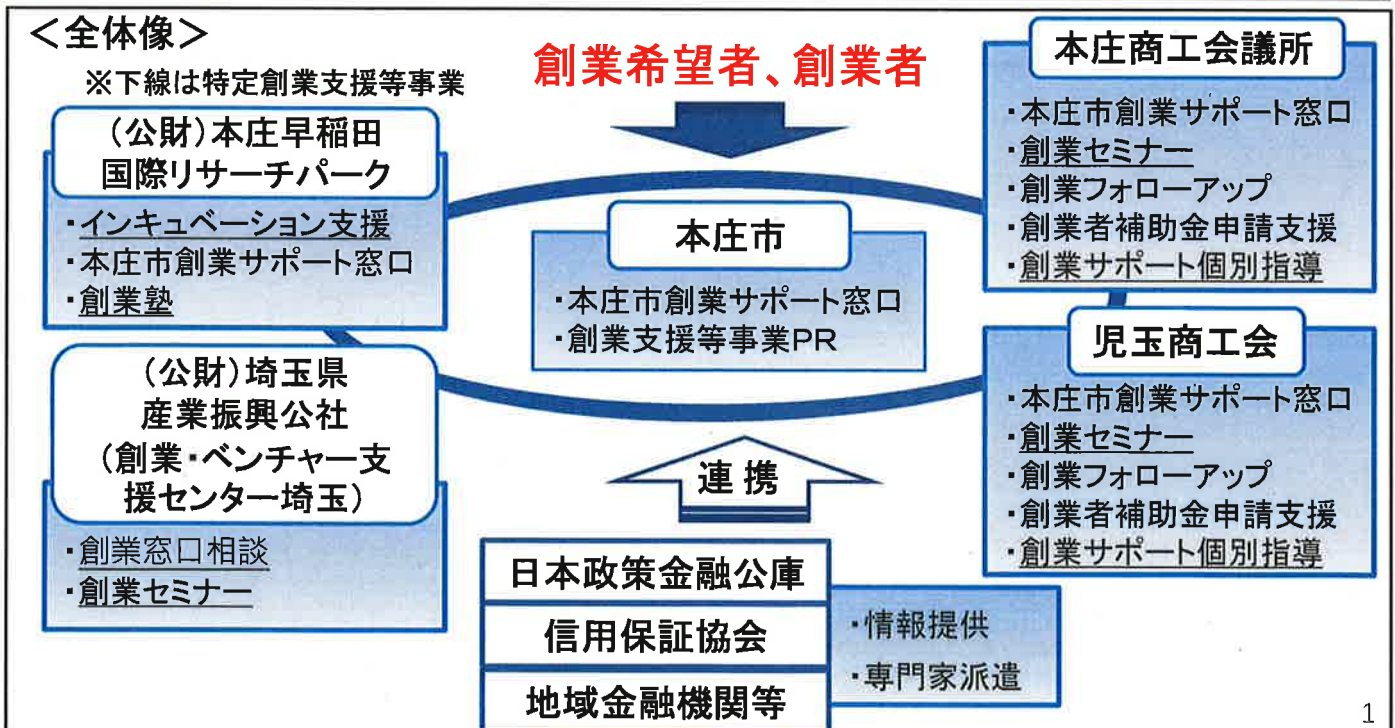 ＜全体像＞
※下線は特定創業支援等事業
創業希望者、創業者
（公財）本庄早稲田
国際リサーチパーク
・インキュベーション支援
・本庄市創業サポート窓口
・創業塾
（公財）埼玉県
産業振興公社
（創業・ベンチャー支
援センター埼玉）
・創業窓口相談
・創業セミナー
本庄市
・本庄市創業サポート窓口
・創業支援等事業PR
本庄商工会議所
・本庄市創業サポート窓口
・創業セミナー
・創業フォローアップ
・創業者補助金申請支援
・創業サポート個別指導
児玉商工会
・本庄市創業サポート窓口
・創業セミナー
・創業フォローアップ
・創業者補助金申請支援
・創業サポート個別指導
連携
日本政策金融公庫
信用保証協会
地域金融機関等
・情報提供
・専門家派遣
1